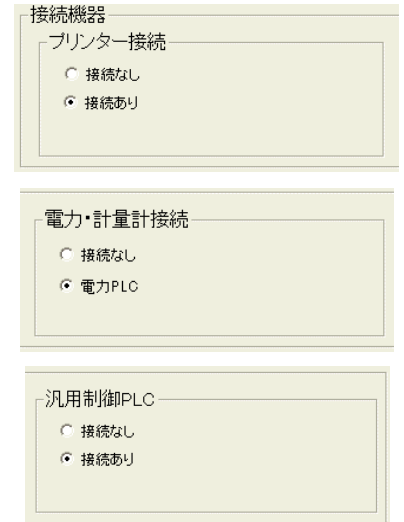 接続機器
プリンター接続
接続なし
接続あり
電力・計量計接続
接続なし
電力PLC
汎用制御PLC
接続なし
接続あり